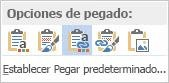 Opciones de pegado:
Establecer Pegar predeterminado...